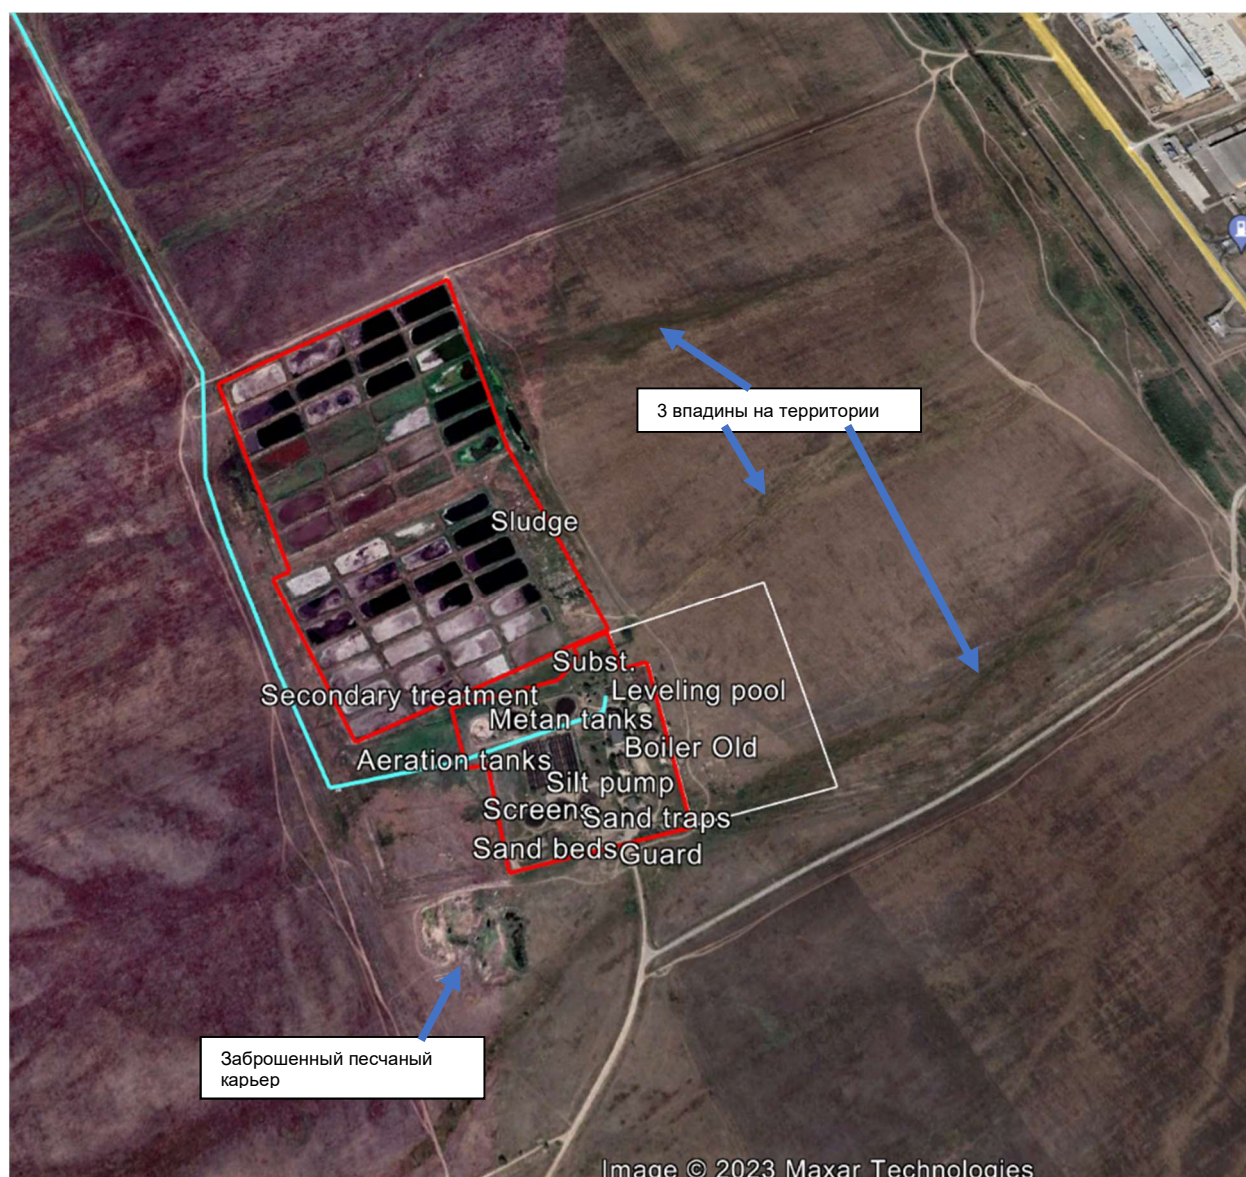 3 впадины на территории
Sludge
Subst.
Secondary treatment
Leveling pool
Metan tanks
Boiler Old
Aeration tanks
Silt pump
Screens
Sand traps
Sand beds
Guard
Заброшенный песчаный
карьер
Image © 2023 Maxar Technologies